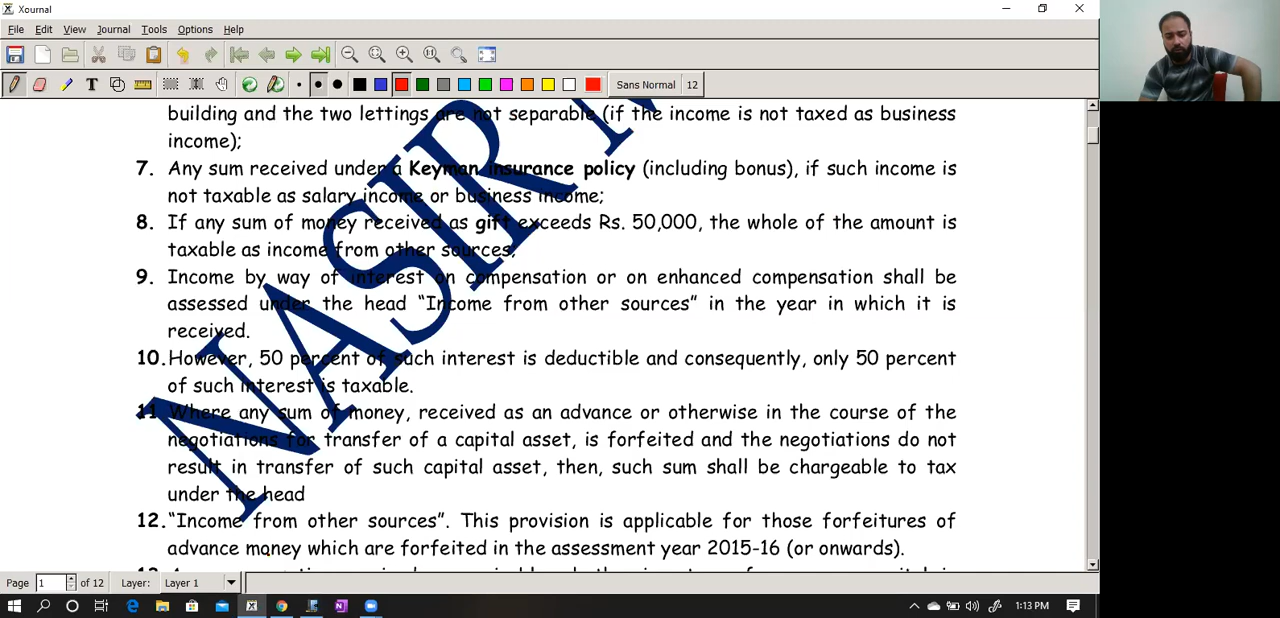 Xournal
File Edit View Journal Tools Options Help
Sans Normal 12
building and the two lettings are not separable (if the income is not taxed as business
income);
7. Any sum received under a Keyman insurance policy (including bonus), if such income is
not taxable as salary income or business income;
8. If any sum of money received as gift exceeds Rs. 50,000, the whole of the amount is
taxable as income from other sources;
9. Income by way of interest on compensation or on enhanced compensation shall be
assessed under the head “Income from other sources” in the year in which it is
received.
10. However, 50 percent of such interest is deductible and consequently, only 50 percent
of such interest is taxable.
11 Where any sum of money, received as an advance or otherwise in the course of the
negotiations for transfer of a capital asset, is forfeited and the negotiations do not
result in transfer of such capital asset, then, such sum shall be chargeable to tax
under the head
12. “Income from other sources”. This provision is applicable for those forfeitures of
advance money which are forfeited in the assessment year 2015-16 (or onwards).
NASIR
Page 1 of 12 Layer: Layer 1
1:13 PM